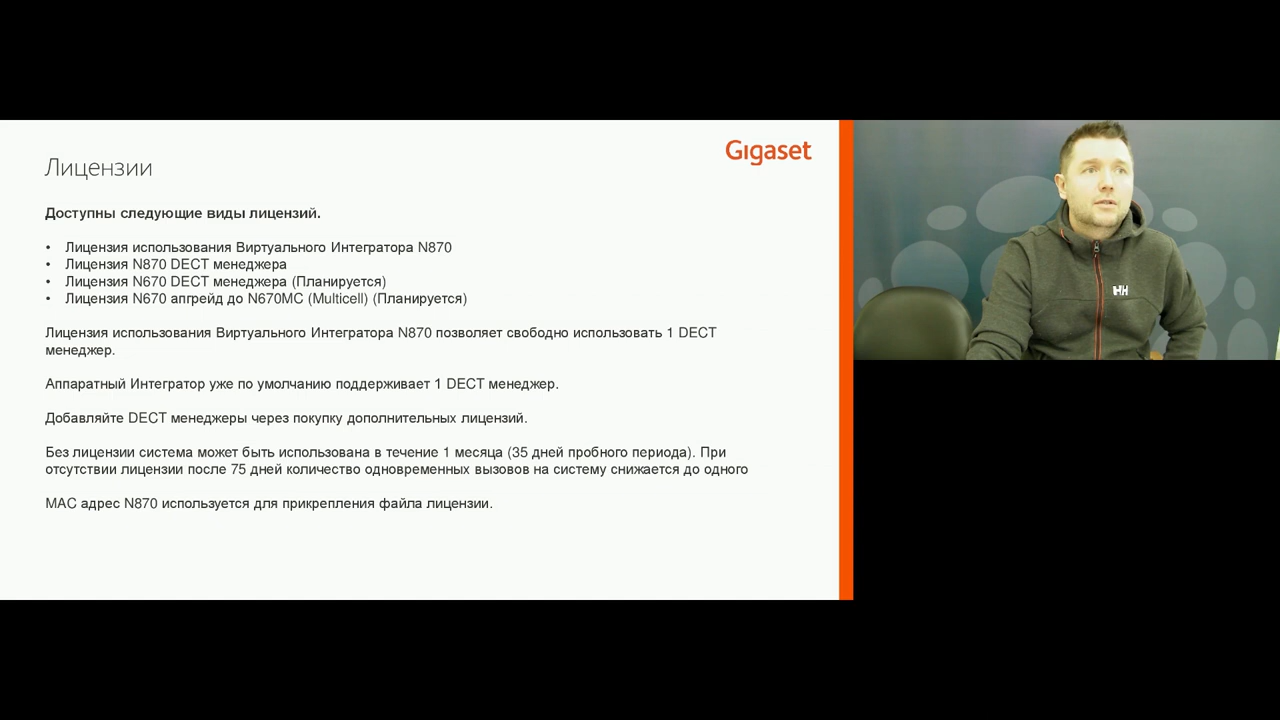 Gigaset
Лицензии
Доступны следующие виды лицензий.
• Лицензия использования Виртуального Интегратора N870
• Лицензия N870 DECT менеджера
• Лицензия N670 DECT менеджера (Планируется)
• Лицензия N670 апгрейд до N670MC (Multicell) (Планируется)
Лицензия использования Виртуального Интегратора N870 позволяет свободно использовать 1 DECT
менеджер.
Аппаратный Интегратор уже по умолчанию поддерживает 1 DECT менеджер.
Добавляйте DECT менеджеры через покупку дополнительных лицензий.
Без лицензии система может быть использована в течение 1 месяца (35 дней пробного периода). При
отсутствии лицензии после 75 дней количество одновременных вызовов на систему снижается до одного
MAC адрес N870 используется для прикрепления файла лицензии.
HH